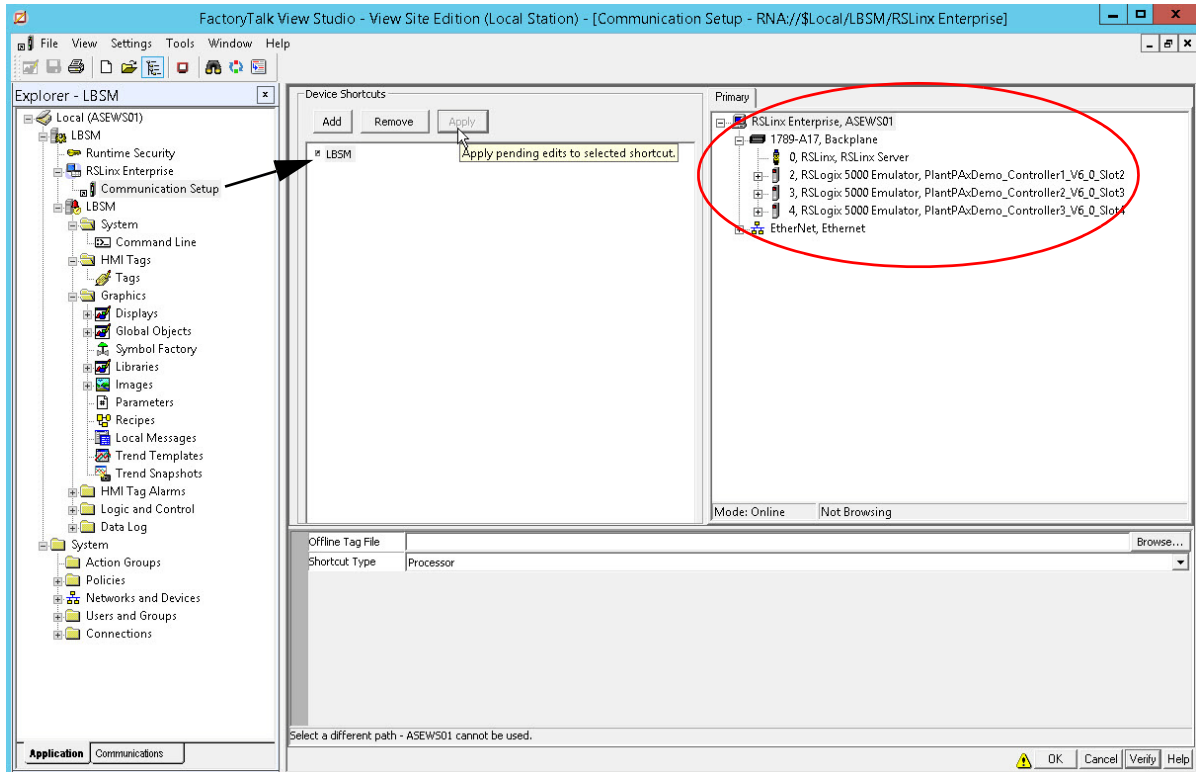 FactoryTalk View Studio - View Site Edition (Local Station) - [Communication Setup - RNA://$Local/LBSM/RSLinx Enterprise]
File View Settings Tools Window Help
Explorer - LBSM
Local (ASEWS01)
LBSM
Runtime Security
RSLinx Enterprise
Communication Setup
LBSM
System
Command Line
HMI Tags
Tags
Graphics
Displays
Global Objects
Symbol Factory
Libraries
Images
Parameters
Recipes
Local Messages
Trend Templates
Trend Snapshots
HMI Tag Alarms
Logic and Control
Data Log
System
Action Groups
Policies
Networks and Devices
Users and Groups
Connections
Application Communications
Device Shortcuts
Add Remove Apply
LBSM
Apply pending edits to selected shortcut.
Primary
RSLinx Enterprise, ASEWS01
1789-A17, Backplane
0, RSLinx, RSLinx Server
2, RSLogix 5000 Emulator, PlantPAxDemo_Controller1_V6_0_Slot2
3, RSLogix 5000 Emulator, PlantPAxDemo_Controller2_V6_0_Slot3
4, RSLogix 5000 Emulator, PlantPAxDemo_Controller3_V6_0_Slot4
EtherNet, Ethernet
Mode: Online Not Browsing
Offline Tag File Browse...
Shortcut Type Processor
Select a different path - ASEWS01 cannot be used.
OK Cancel Verify Help